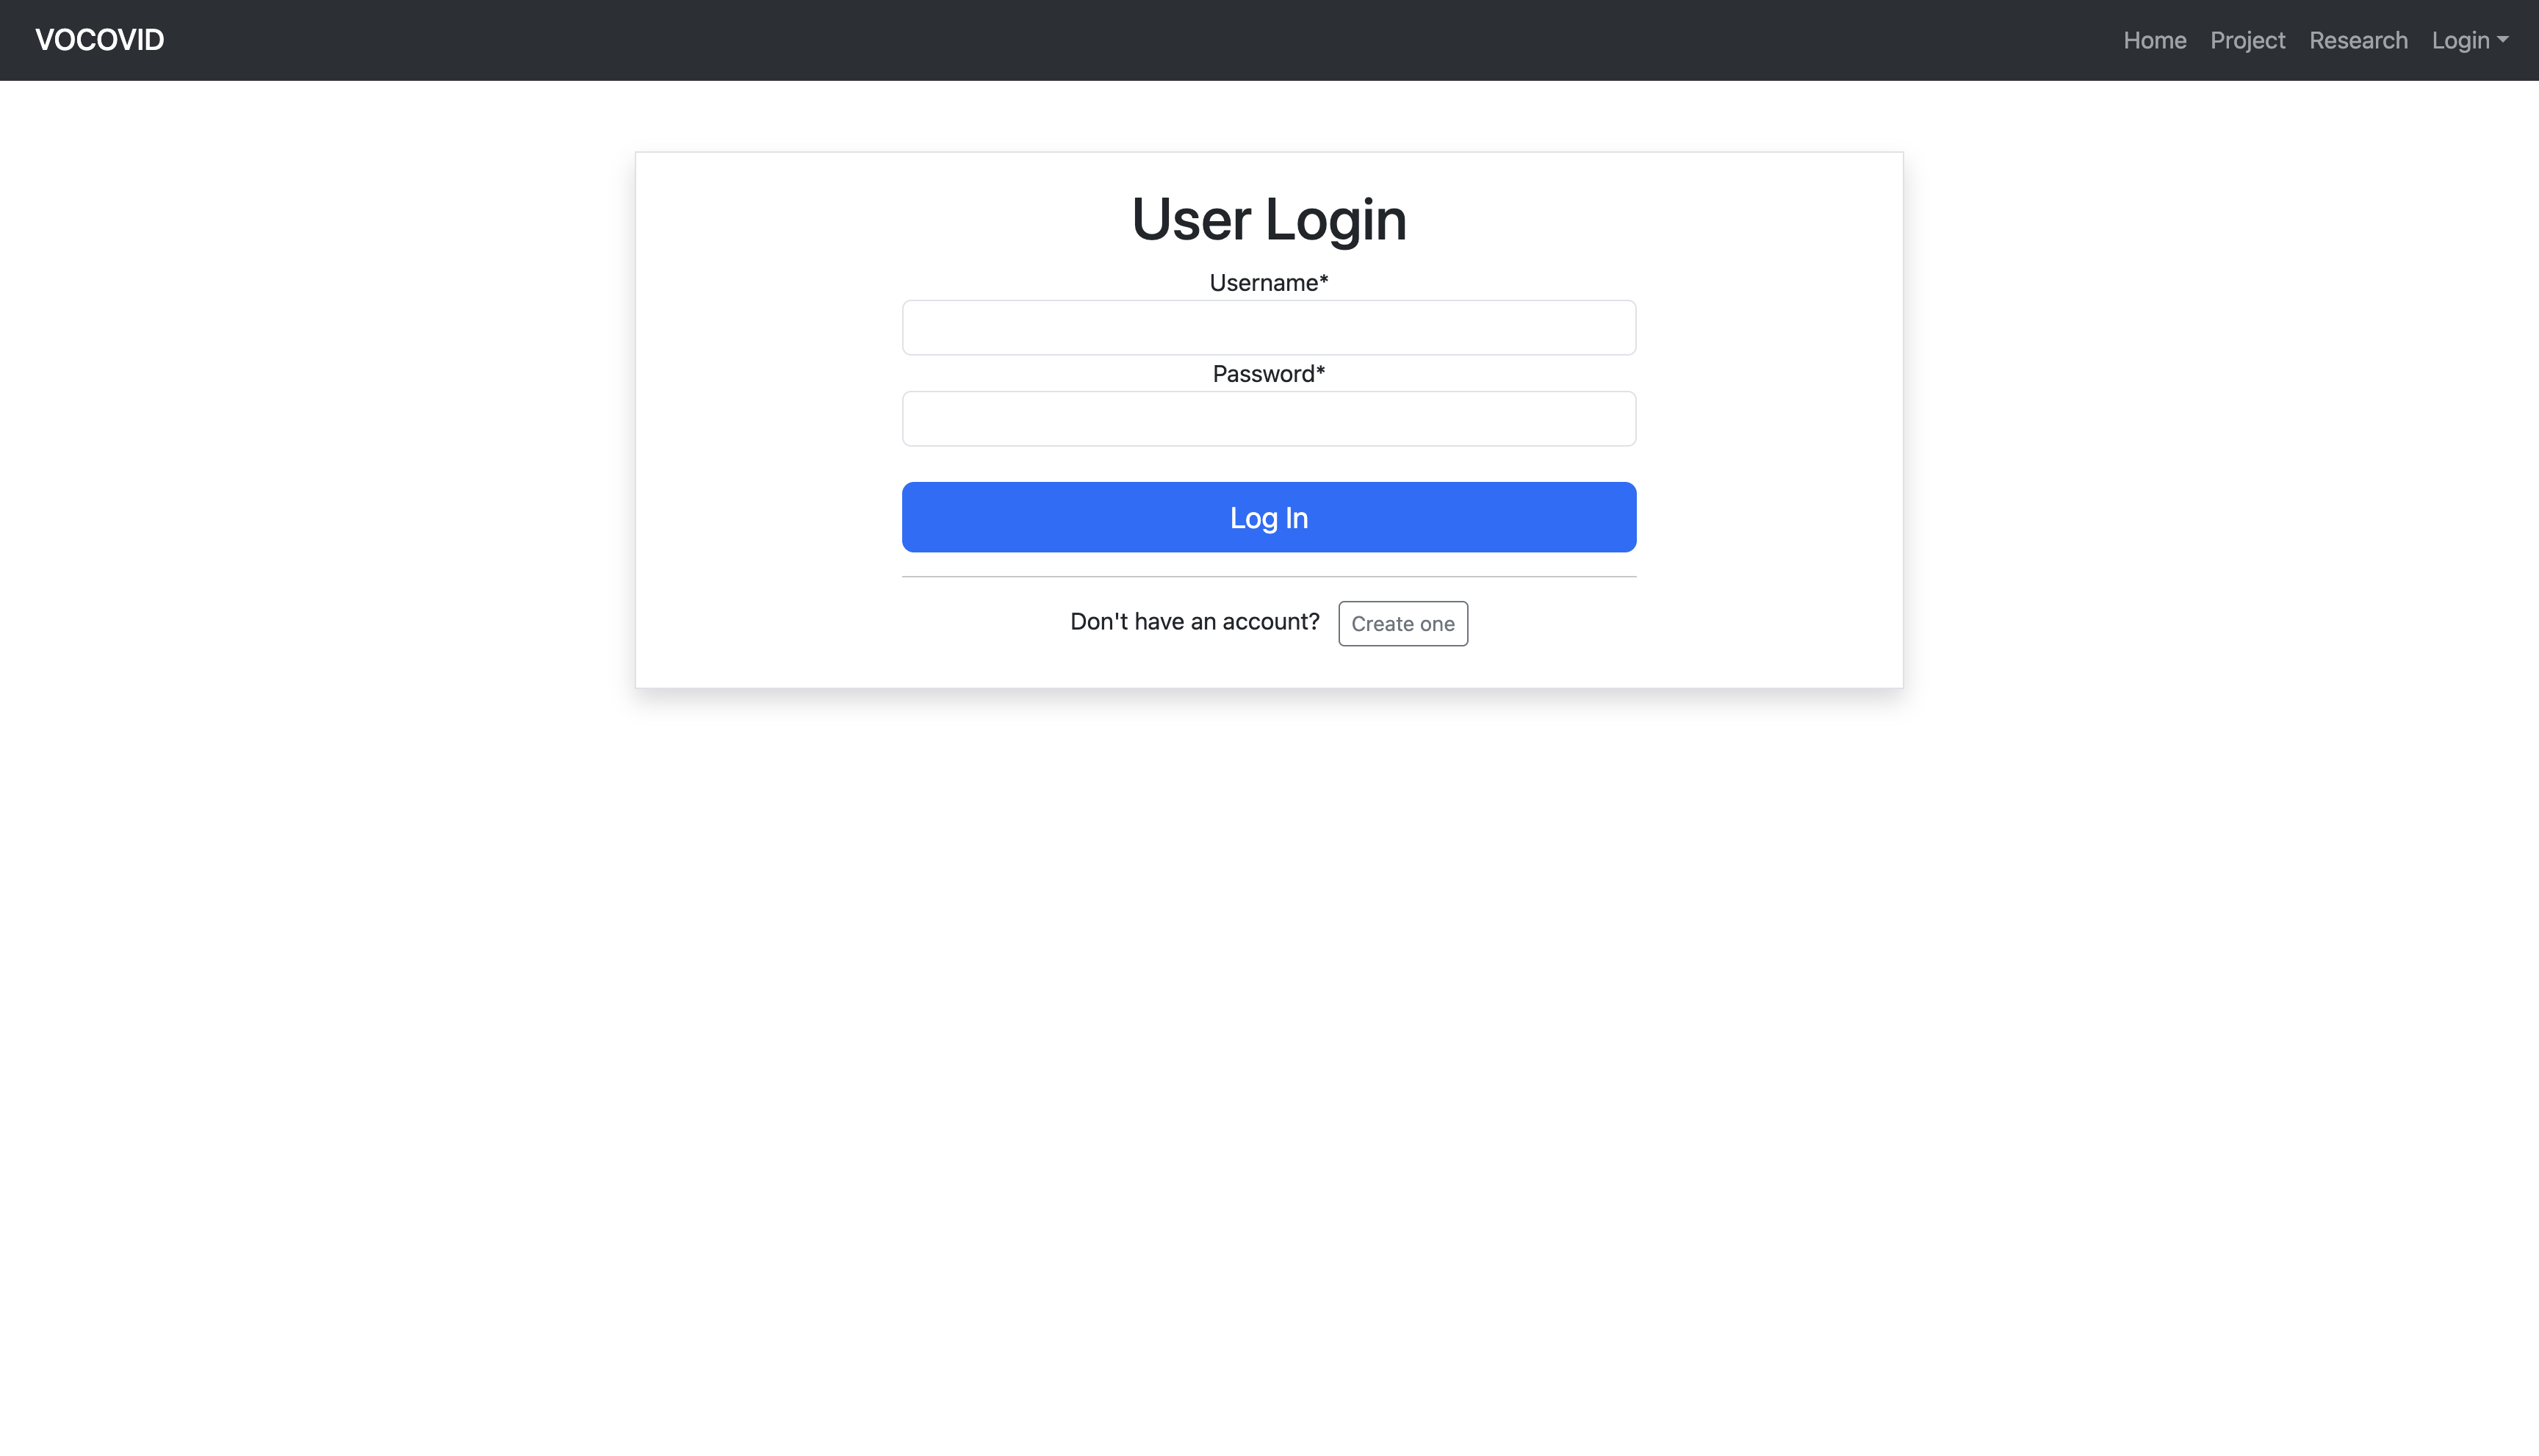 VOCOVID
Home Project Research Login
User Login
Username*
Password*
Log In
Don't have an account? Create one